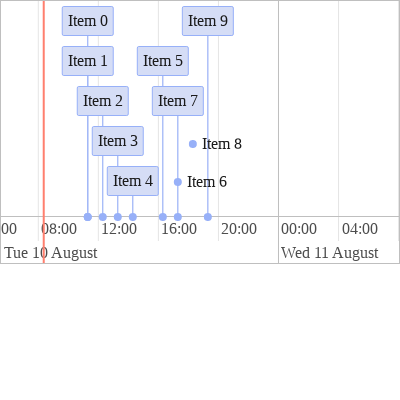 Item 0
Item 9
Item 1
Item 5
Item 2
Item 7
Item 3
Item 8
Item 4
Item 6
00
08:00
12:00
16:00
20:00
00:00
04:00
Tue 10 August
Wed 11 August